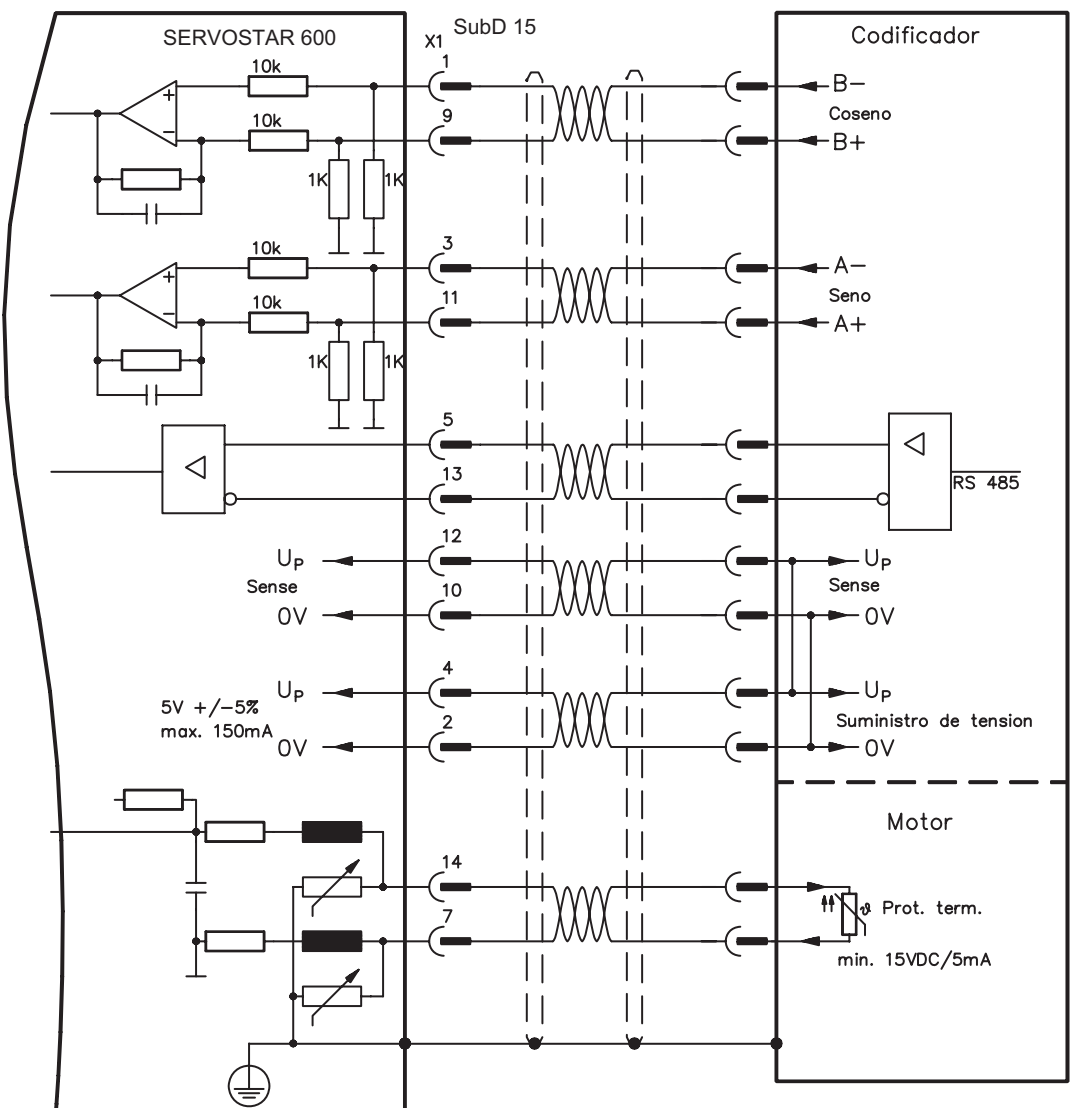 SERVOSTAR 600
X1
SubD 15
Codificador
10k
1
B–
Coseno
10k
9
B+
1K
1K
10k
3
A–
Seno
10k
11
A+
1K
1K
5
13
RS 485
12
UP
UP
Sense
Sense
10
0V
0V
4
UP
UP
5V +/–5%
max. 150mA
Suministro de tension
2
0V
0V
Motor
14
ϑ Prot. term.
7
min. 15VDC/5mA